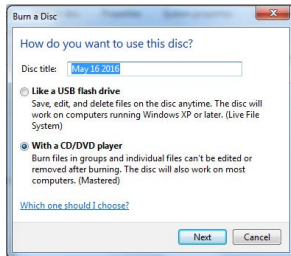 Burn a Disc
How do you want to use this disc?
Disc title: May 16 2016
Like a USB flash drive
Save, edit, and delete files on the disc anytime. The disc will
work on computers running Windows XP or later. (Live File
System)
With a CD/DVD player
Burn files in groups and individual files can't be edited or
removed after burning. The disc will also work on most
computers. (Mastered)
Which one should I choose?
Next Cancel